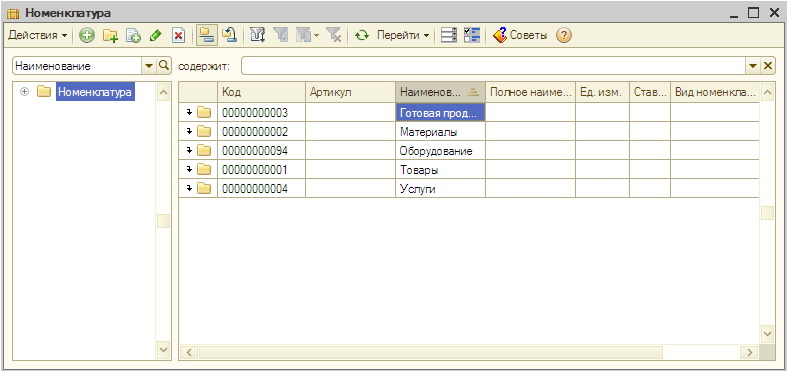 Номенклатура
Действия Перейти Советы
Наименование содержит:
Номенклатура
Код Артикул Наименов... Полное наиме... Ед. изм. Став... Вид номенкла...
00000000003 Готовая прод...
00000000002 Материалы
00000000094 Оборудование
00000000001 Товары
00000000004 Услуги